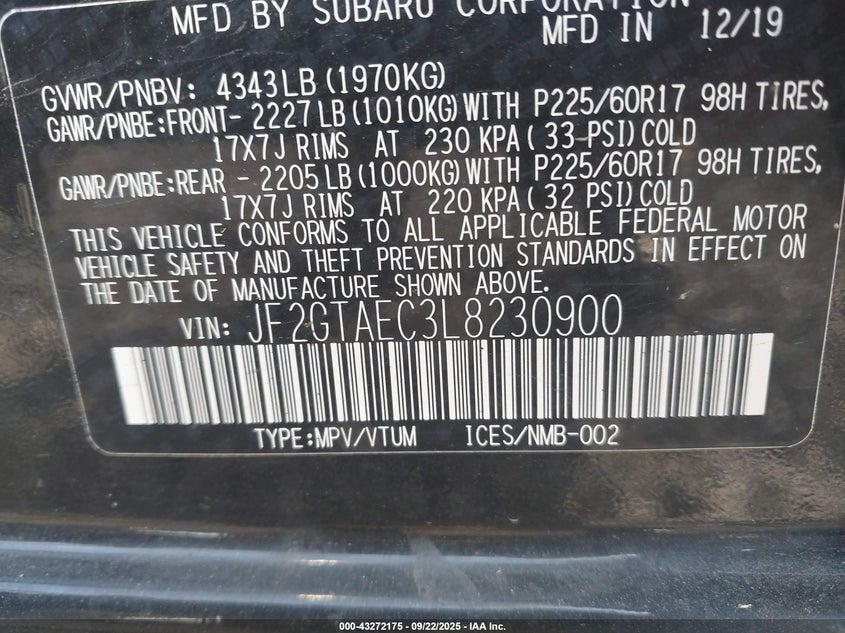 MFD BY SUBARU CORPORATION
MFD IN 12/19
GVWR/PNBV: 4343LB (1970KG)
GAWR/PNBE:FRONT- 2227LB (1010KG) WITH P225/60R17 98H TIRES,
17X7J RIMS AT 230 KPA ( 33 PSI) COLD
GAWR/PNBE:REAR - 2205LB (1000KG) WITH P225/60R17 98H TIRES,
17X7J RIMS AT 220 KPA ( 32 PSI) COLD
THIS VEHICLE CONFORMS TO ALL APPLICABLE FEDERAL MOTOR
VEHICLE SAFETY AND THEFT PREVENTION STANDARDS IN EFFECT ON
THE DATE OF MANUFACTURE SHOWN ABOVE.
VIN: JF2GTAEC3L8230900
TYPE:MPV/VTUM ICES/NMB-002
000-43272175 - 09/22/2025 - IAA Inc.